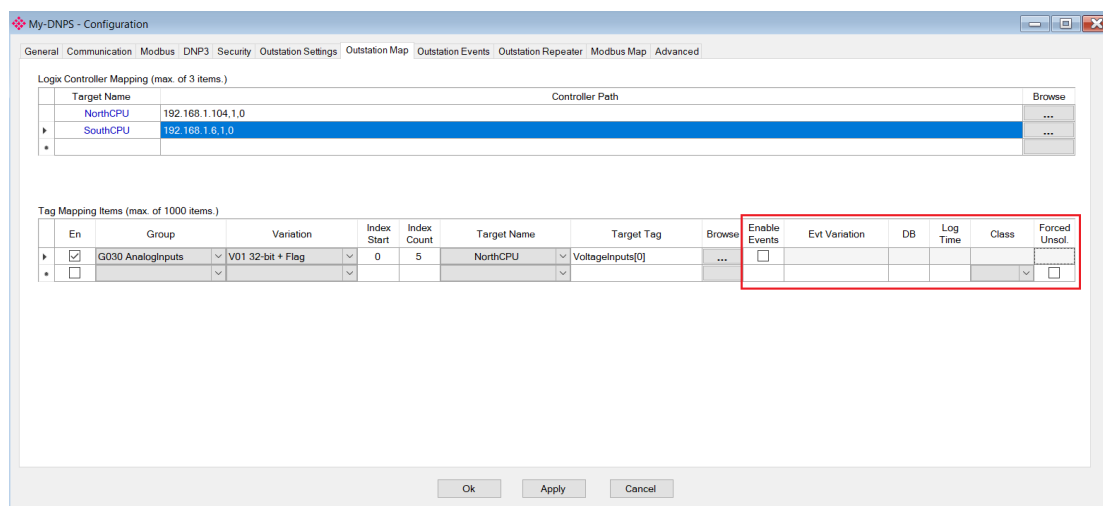 My-DNPS - Configuration
General Communication Modbus DNP3 Security Outstation Settings Outstation Map Outstation Events Outstation Repeater Modbus Map Advanced
Logix Controller Mapping (max. of 3 items.)
Target Name Controller Path Browse
NorthCPU 192.168.1.104,1,0 ...
SouthCPU 192.168.1.6,1,0 ...
Tag Mapping Items (max. of 1000 items.)
En Group Variation Index Start Index Count Target Name Target Tag Browse Enable Events Evt Variation DB Log Time Class Forced Unsol.
G030 AnalogInputs V01 32-bit + Flag 0 5 NorthCPU VoltageInputs[0] ...
Ok Apply Cancel